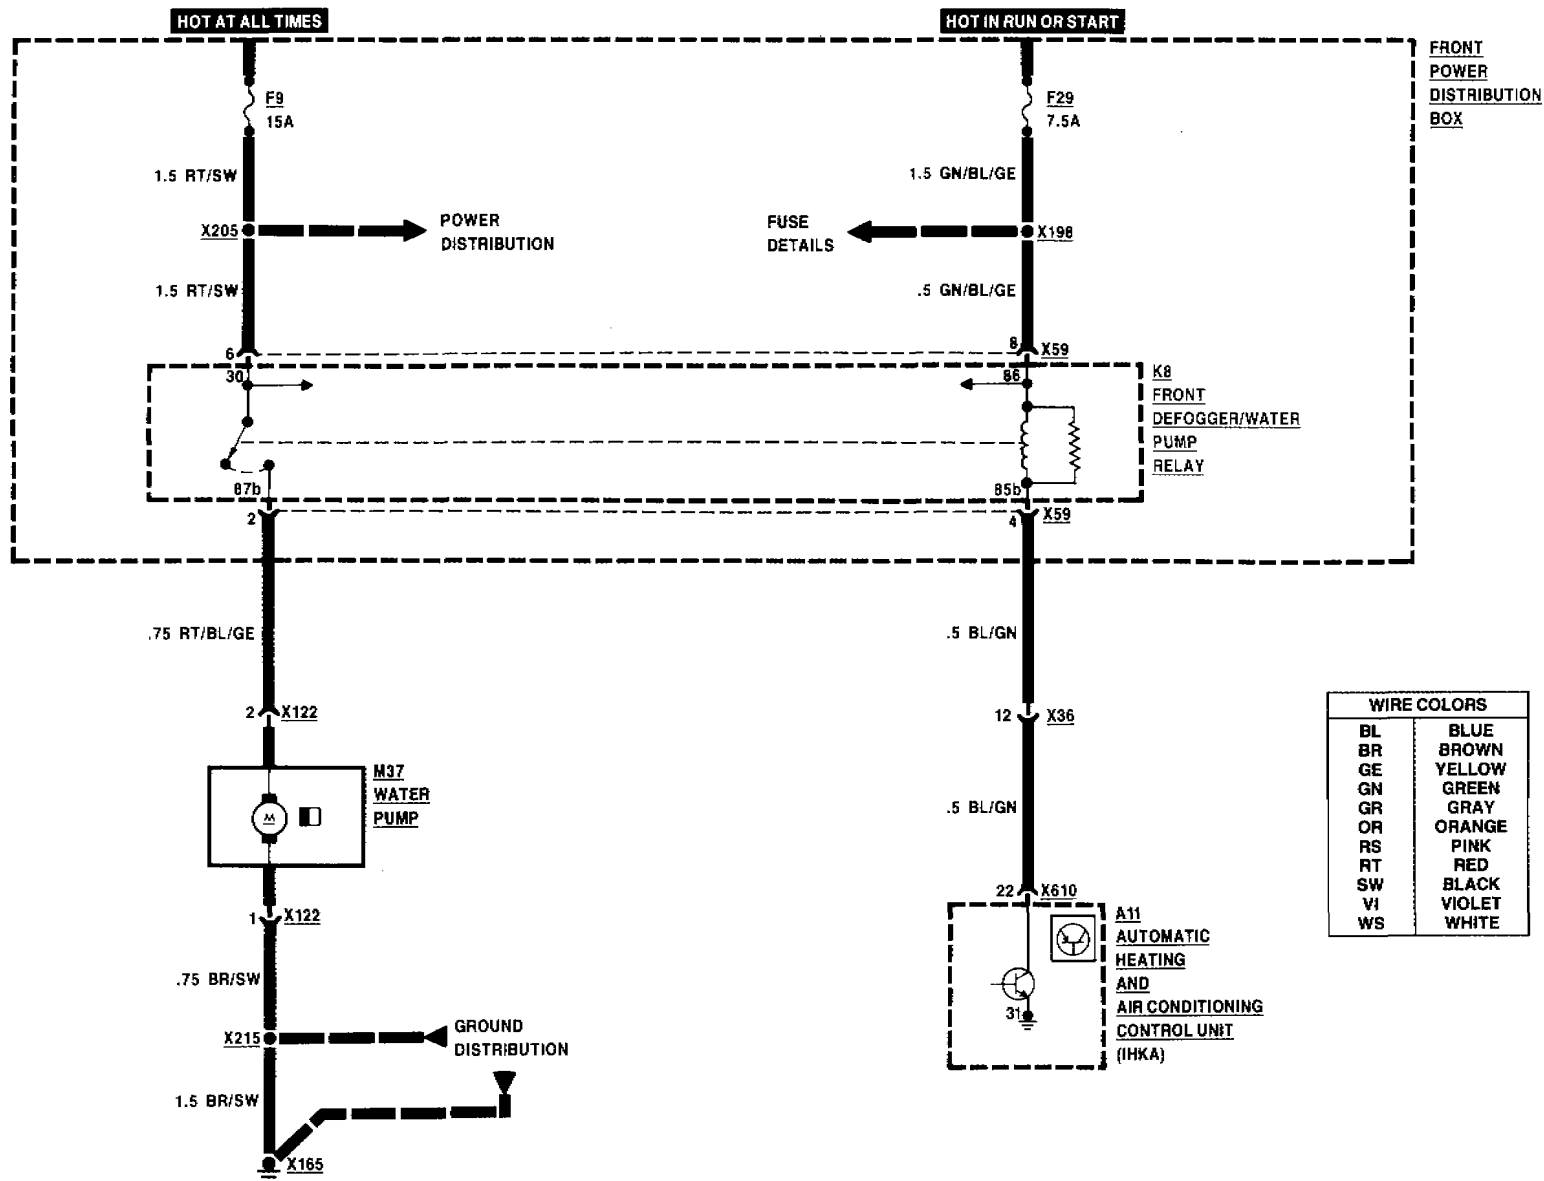 HOT AT ALL TIMES
HOT IN RUN OR START
FRONT
POWER
DISTRIBUTION
BOX
F9
15A
F29
7.5A
1.5 RT/SW
1.5 GN/BL/GE
X205
POWER
DISTRIBUTION
FUSE
DETAILS
X198
1.5 RT/SW
.5 GN/BL/GE
6
8
X59
30
86
K8
FRONT
DEFOGGER/WATER
PUMP
RELAY
87b
85b
2
4
X59
.75 RT/BL/GE
.5 BL/GN
2
X122
12
X36
M37
WATER
PUMP
M
.5 BL/GN
WIRE COLORS
BL BLUE
BR BROWN
GE YELLOW
GN GREEN
GR GRAY
OR ORANGE
RS PINK
RT RED
SW BLACK
VI VIOLET
WS WHITE
1
X122
22
X610
.75 BR/SW
A11
AUTOMATIC
HEATING
AND
AIR CONDITIONING
CONTROL UNIT
(IHKA)
31
X215
GROUND
DISTRIBUTION
1.5 BR/SW
X165